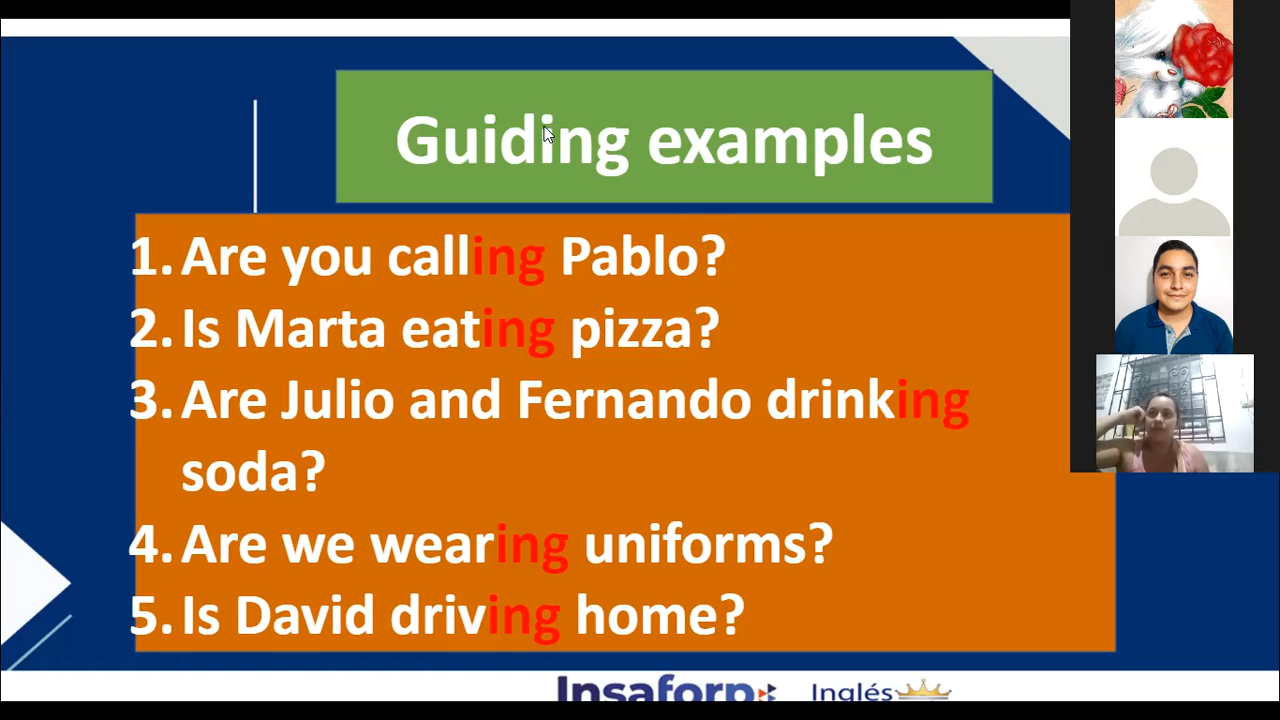 Guiding examples
1. Are you calling Pablo?
2. Is Marta eating pizza?
3. Are Julio and Fernando drinking
soda?
4. Are we wearing uniforms?
5. Is David driving home?
Insaforp Inglés